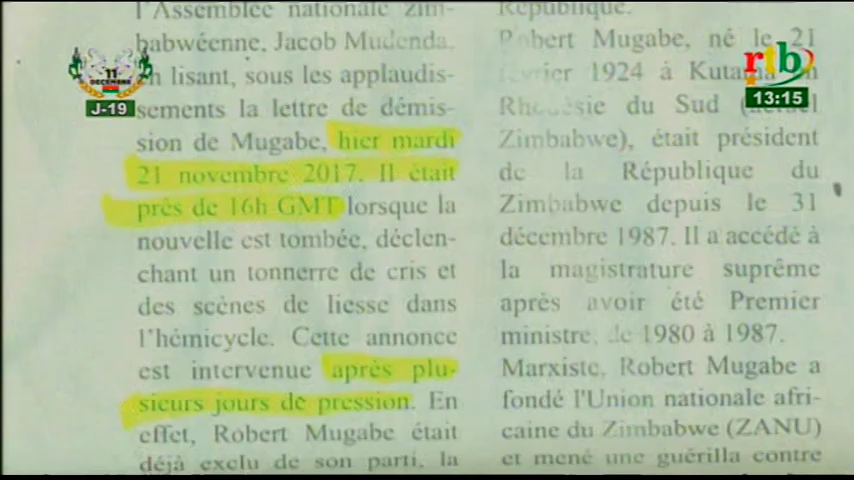 l'Assemblée nationale zim-
babwéenne, Jacob Mudenda,
en lisant, sous les applaudis-
sements la lettre de démis-
sion de Mugabe, hier mardi
21 novembre 2017. Il était
près de 16h GMT lorsque la
nouvelle est tombée, déclen-
chant un tonnerre de cris et
des scènes de liesse dans
l'hémicycle. Cette annonce
est intervenue après plu-
sieurs jours de pression. En
effet, Robert Mugabe était
déjà exclu de son parti, la
République.
Robert Mugabe, né le 21
février 1924 à Kutama en
Rhodésie du Sud (actuel
Zimbabwe), était président
de la République du
Zimbabwe depuis le 31
décembre 1987. Il a accédé à
la magistrature suprême
après avoir été Premier
ministre, de 1980 à 1987.
Marxiste, Robert Mugabe a
fondé l'Union nationale afri-
caine du Zimbabwe (ZANU)
et mené une guérilla contre
11
DECEMBRE
J-19
rtb
13:15